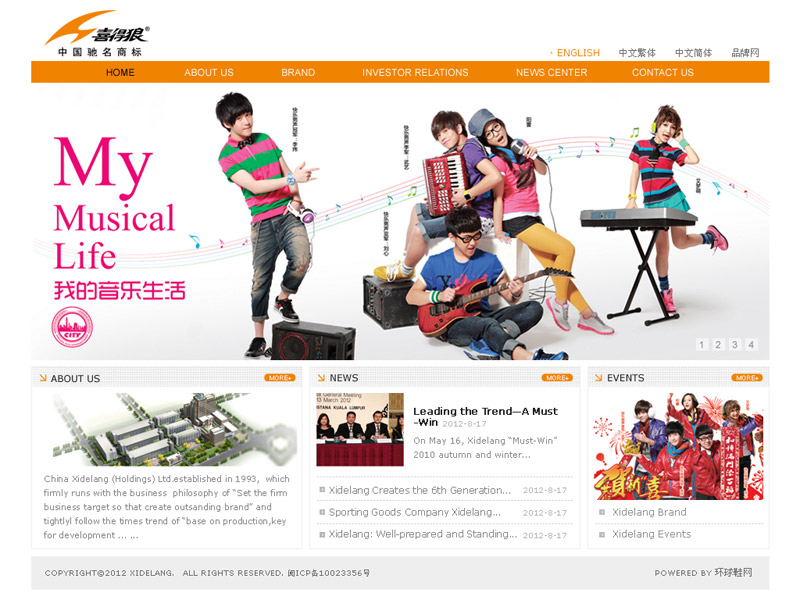 喜得狼®
中国驰名商标
ENGLISH 中文繁体 中文简体 品牌网
HOME ABOUT US BRAND INVESTOR RELATIONS NEWS CENTER CONTACT US
My
Musical
Life
我的音乐生活
CITY
1 2 3 4
ABOUT US MORE+
China Xidelang (Holdings) Ltd.established in 1993, which
firmly runs with the business philosophy of "Set the firm
business target so that create outsanding brand" and
tightlyl follow the times trend of "base on production,key
for development ... ...
NEWS MORE+
General Meeting
13 March 2012
ISTANA KUALA LUMPUR
Leading the Trend—A Must
-Win 2012-8-17
On May 16, Xidelang "Must-Win"
2010 autumn and winter...
Xidelang Creates the 6th Generation... 2012-8-17
Sporting Goods Company Xidelang... 2012-8-17
Xidelang: Well-prepared and Standing... 2012-8-17
EVENTS MORE+
Xidelang Brand
Xidelang Events
COPYRIGHT©2012 XIDELANG. ALL RIGHTS RESERVED. 闽ICP备10023356号
POWERED BY 环球鞋网